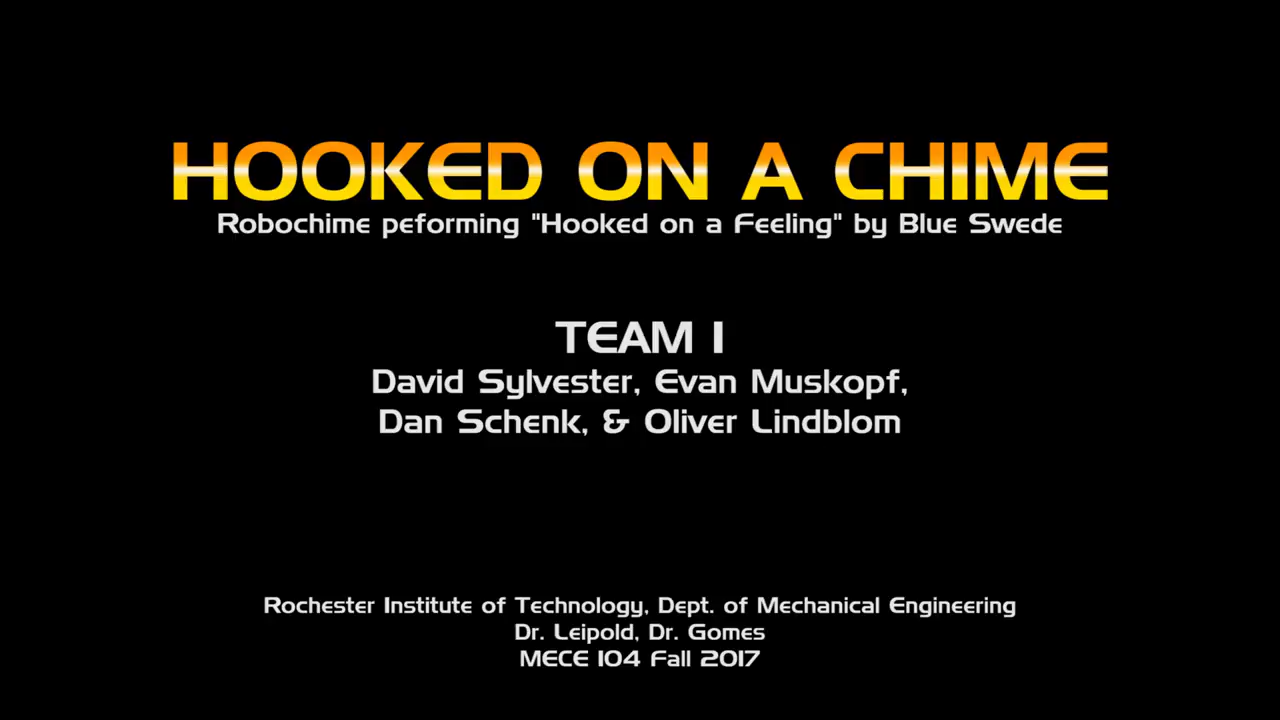 HOOKED ON A CHIME
Robochime peforming "Hooked on a Feeling" by Blue Swede
TEAM 1
David Sylvester, Evan Muskopf,
Dan Schenk, & Oliver Lindblom
Rochester Institute of Technology, Dept. of Mechanical Engineering
Dr. Leipold, Dr. Gomes
MECE 104 Fall 2017